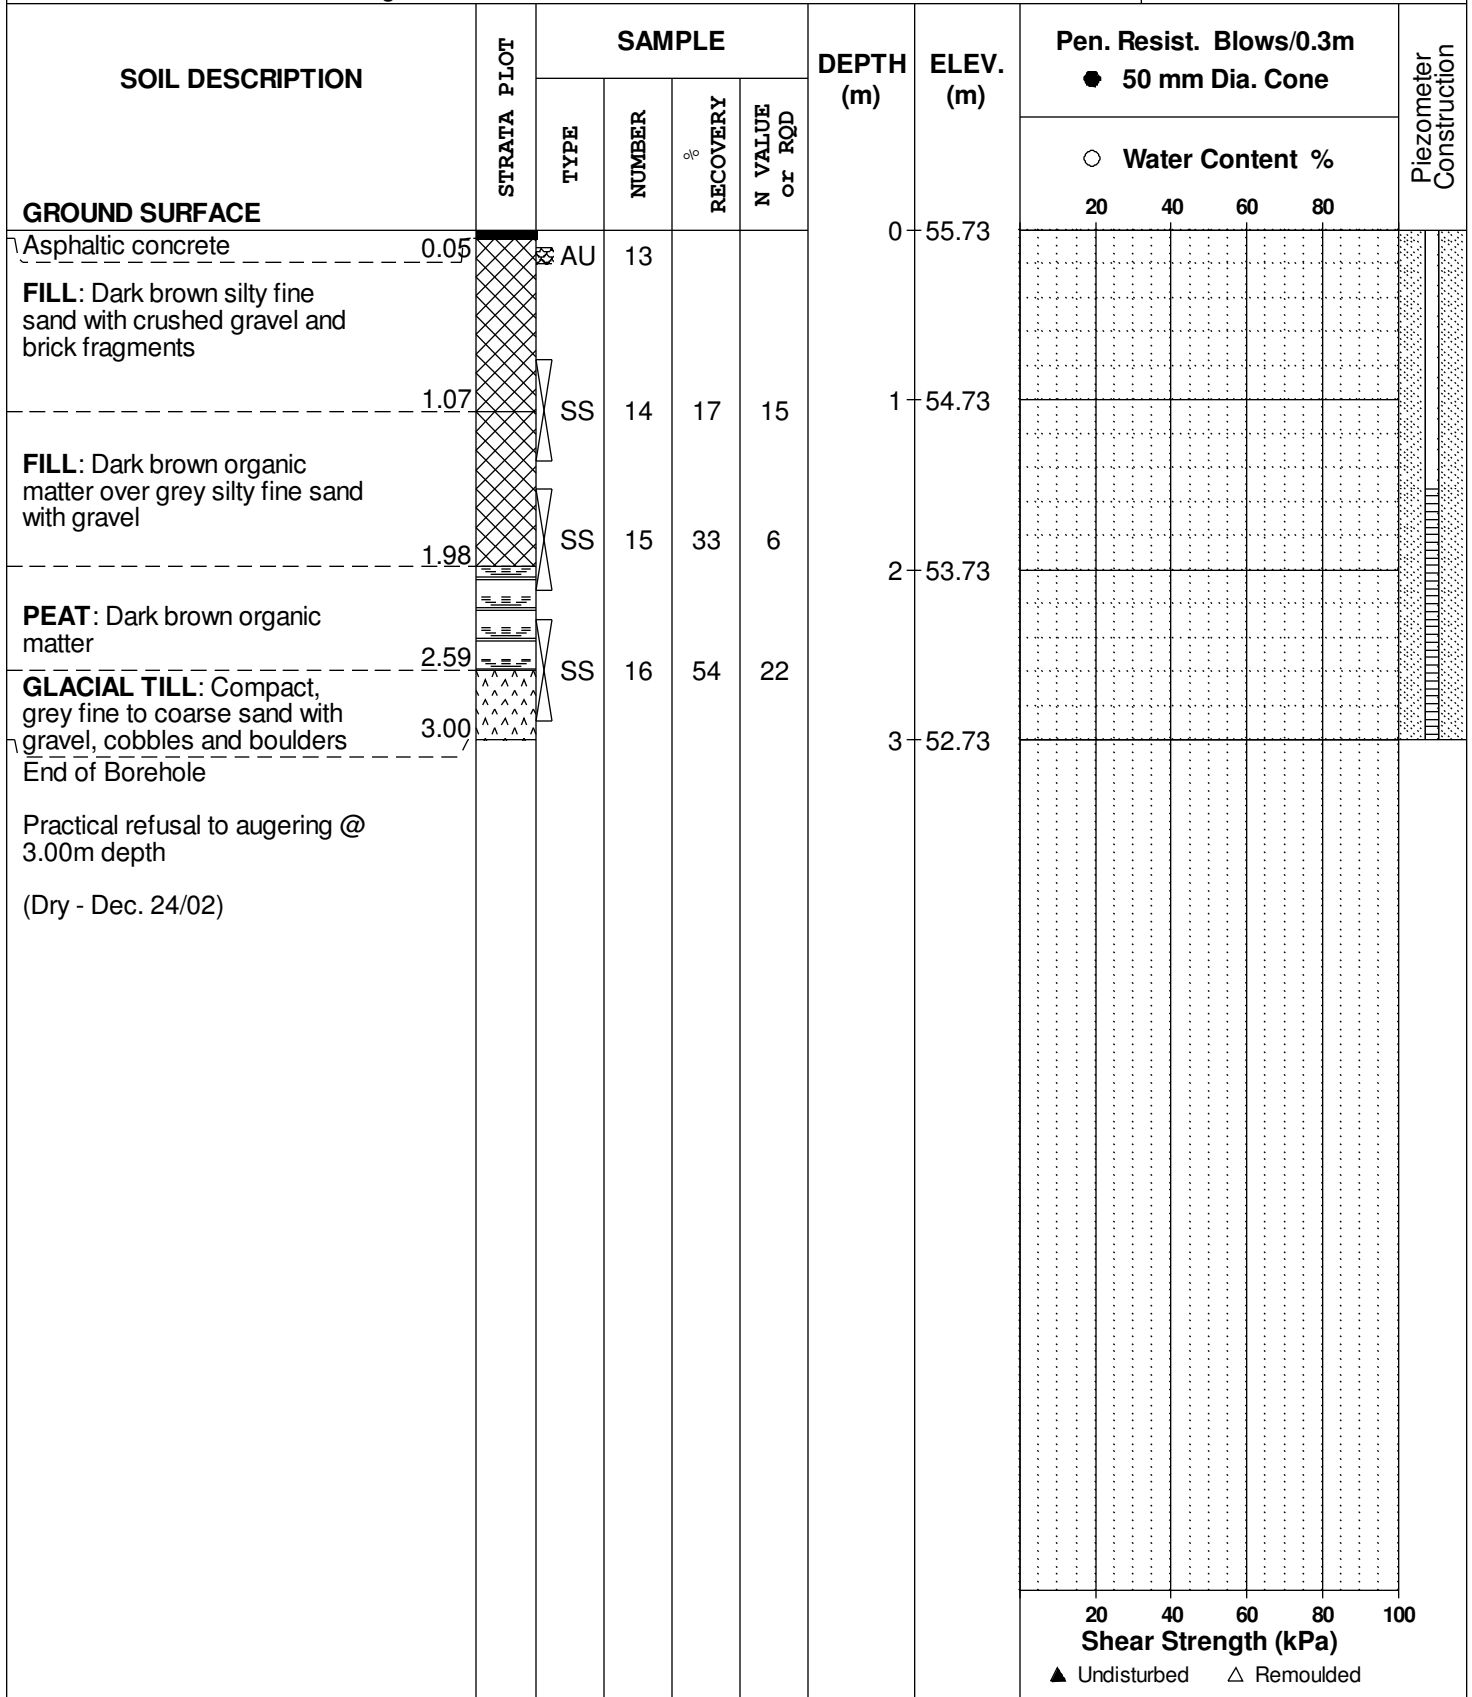 SOIL DESCRIPTION
GROUND SURFACE
STRATA PLOT
SAMPLE
TYPE
NUMBER
% RECOVERY
N VALUE or RQD
DEPTH (m)
ELEV. (m)
Pen. Resist. Blows/0.3m
● 50 mm Dia. Cone
○ Water Content %
20 40 60 80
Piezometer Construction
0 55.73
Asphaltic concrete 0.05
AU 13
FILL: Dark brown silty fine
sand with crushed gravel and
brick fragments
1.07
SS 14 17 15
1 54.73
FILL: Dark brown organic
matter over grey silty fine sand
with gravel
1.98
SS 15 33 6
2 53.73
PEAT: Dark brown organic
matter
2.59
SS 16 54 22
GLACIAL TILL: Compact,
grey fine to coarse sand with
gravel, cobbles and boulders
3.00
3 52.73
End of Borehole
Practical refusal to augering @
3.00m depth
(Dry - Dec. 24/02)
20 40 60 80 100
Shear Strength (kPa)
▲ Undisturbed △ Remoulded